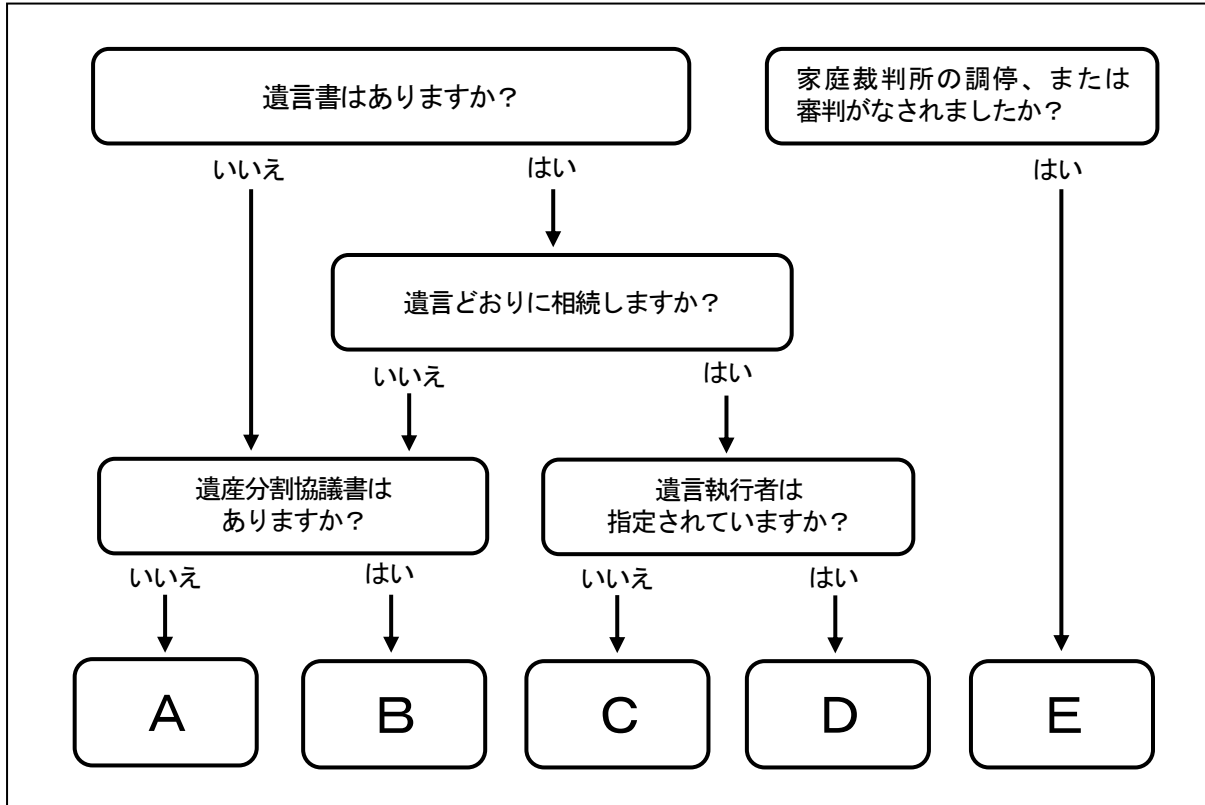 遺言書はありますか？
家庭裁判所の調停、または
審判がなされましたか？
いいえ
はい
はい
遺言どおりに相続しますか？
いいえ
はい
遺産分割協議書は
ありますか？
遺言執行者は
指定されていますか？
いいえ
はい
いいえ
はい
A
B
C
D
E